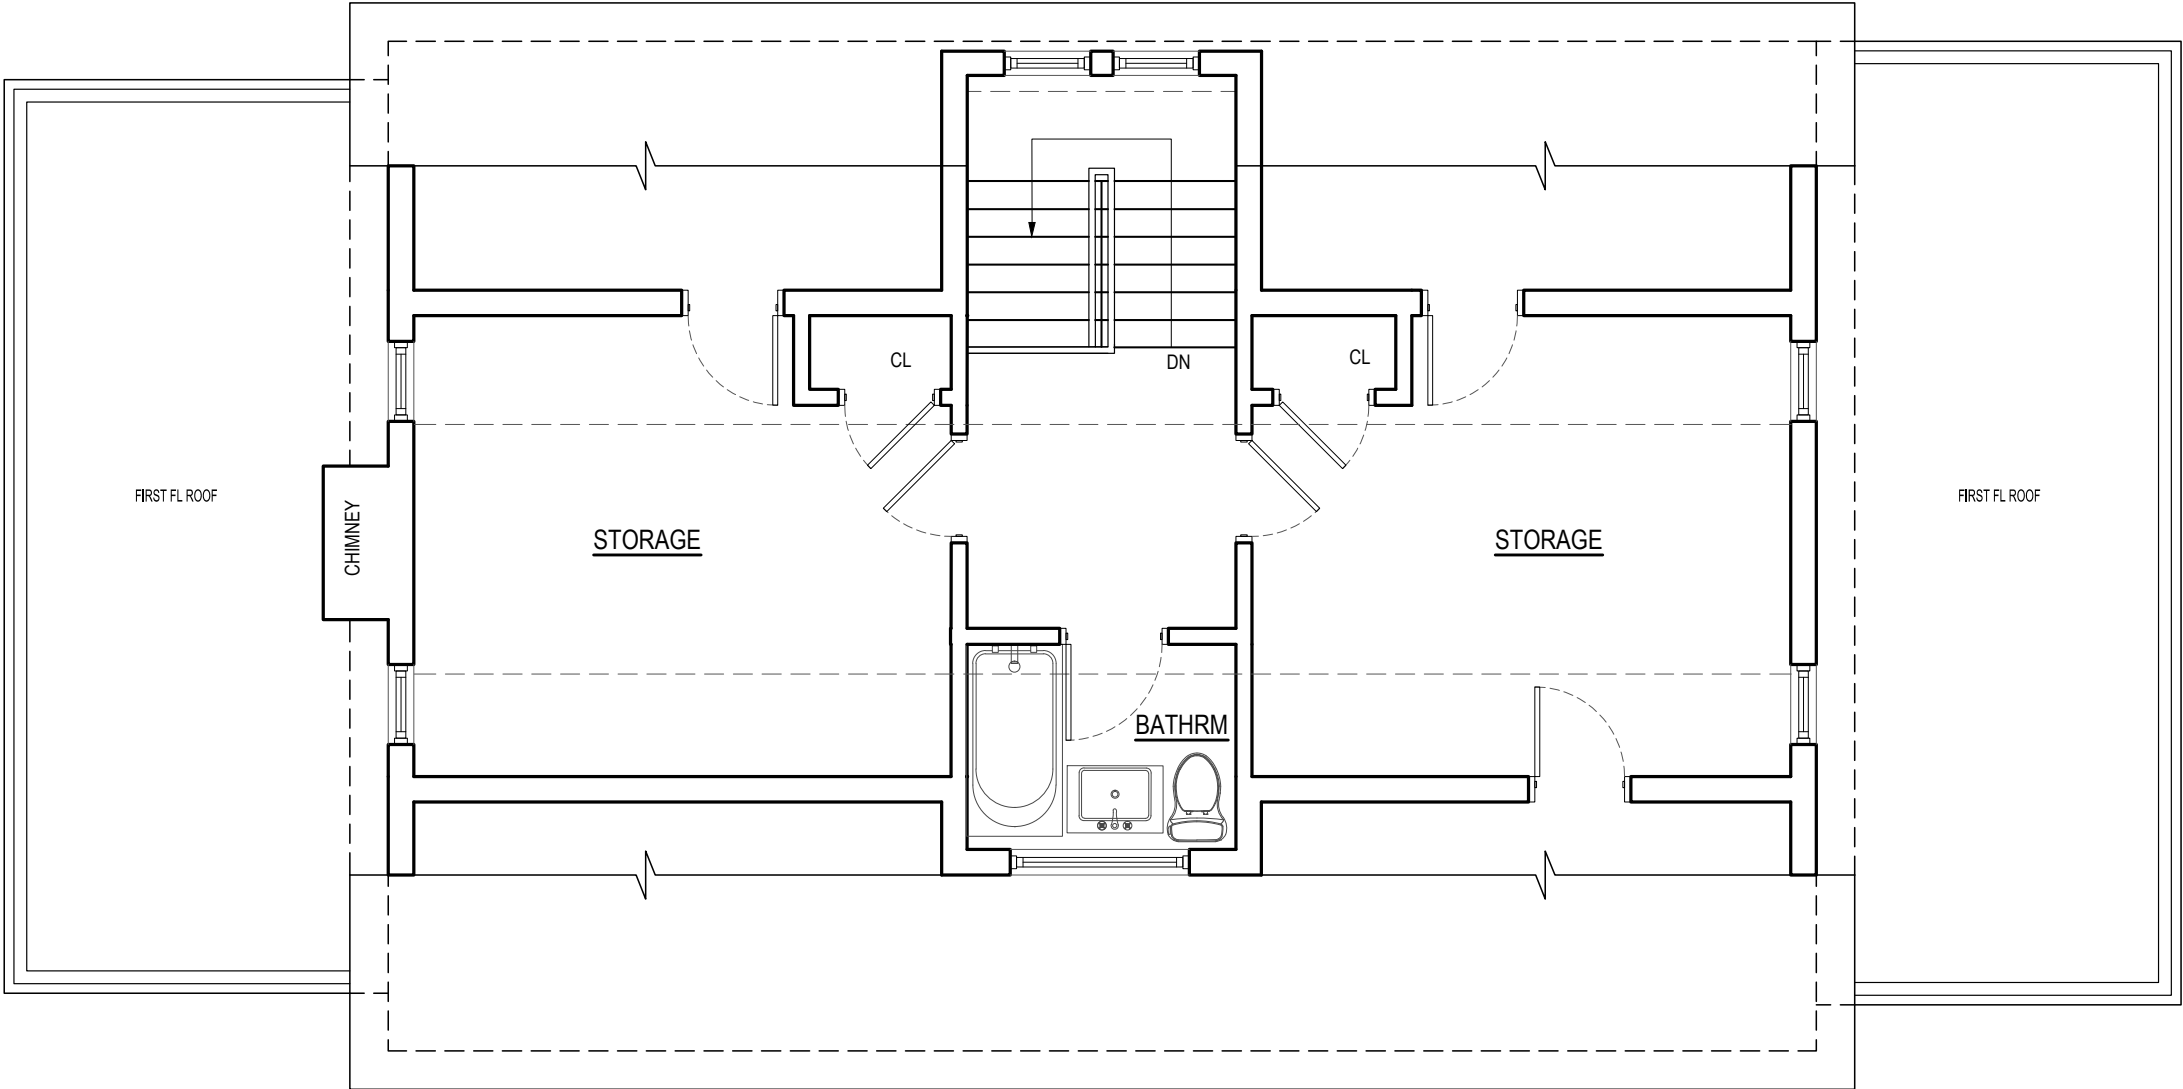 CL
CL
DN
FIRST FL ROOF
CHIMNEY
STORAGE
STORAGE
FIRST FL ROOF
BATHRM